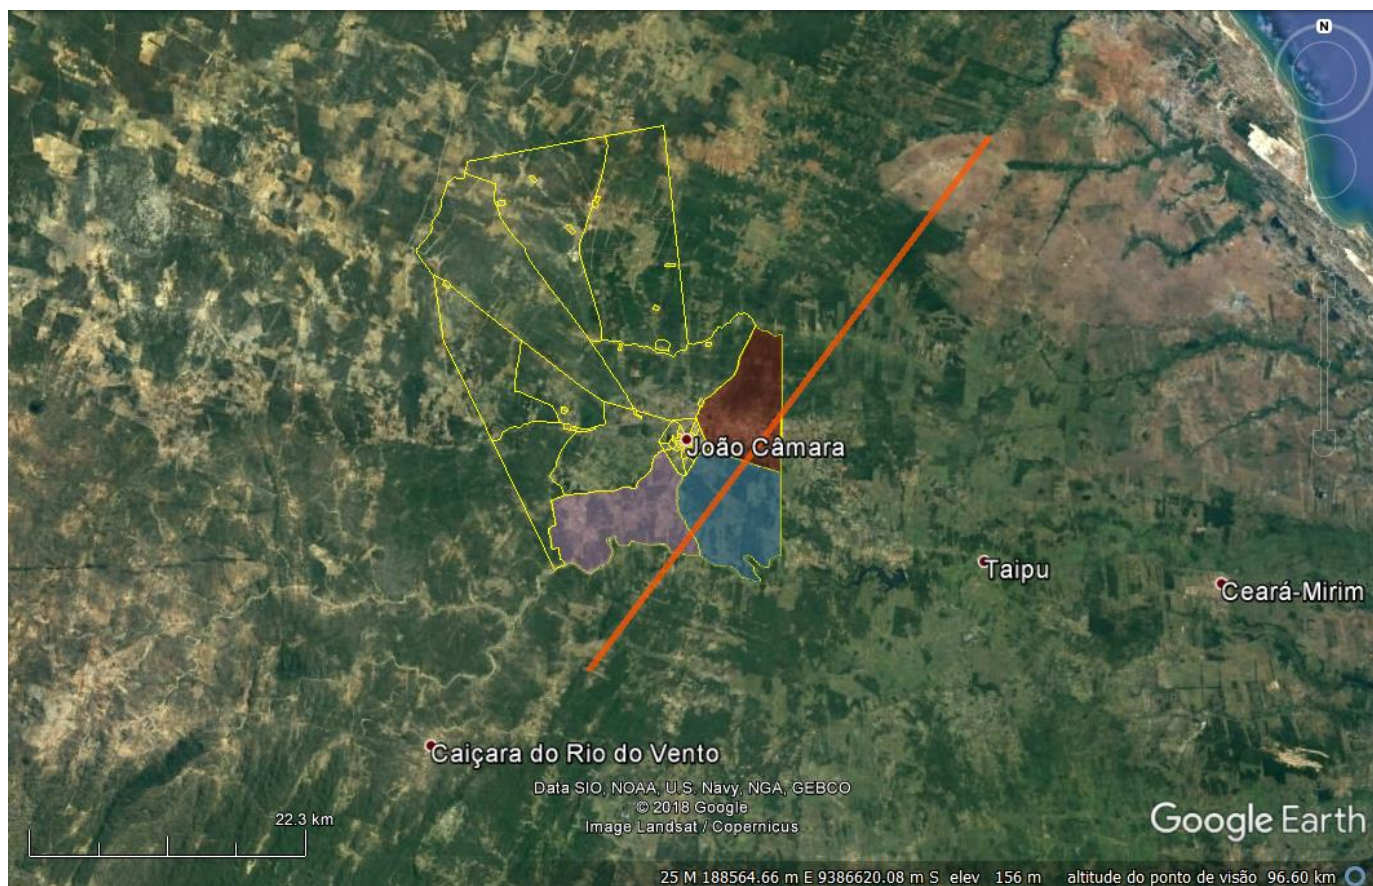 N
João Câmara
Taipu
Ceará-Mirim
Caiçara do Rio do Vento
Data SIO, NOAA, U.S. Navy, NGA, GEBCO
© 2018 Google
Image Landsat / Copernicus
22.3 km
Google Earth
25 M 188564.66 m E 9386620.08 m S elev 156 m altitude do ponto de visão 96.60 km